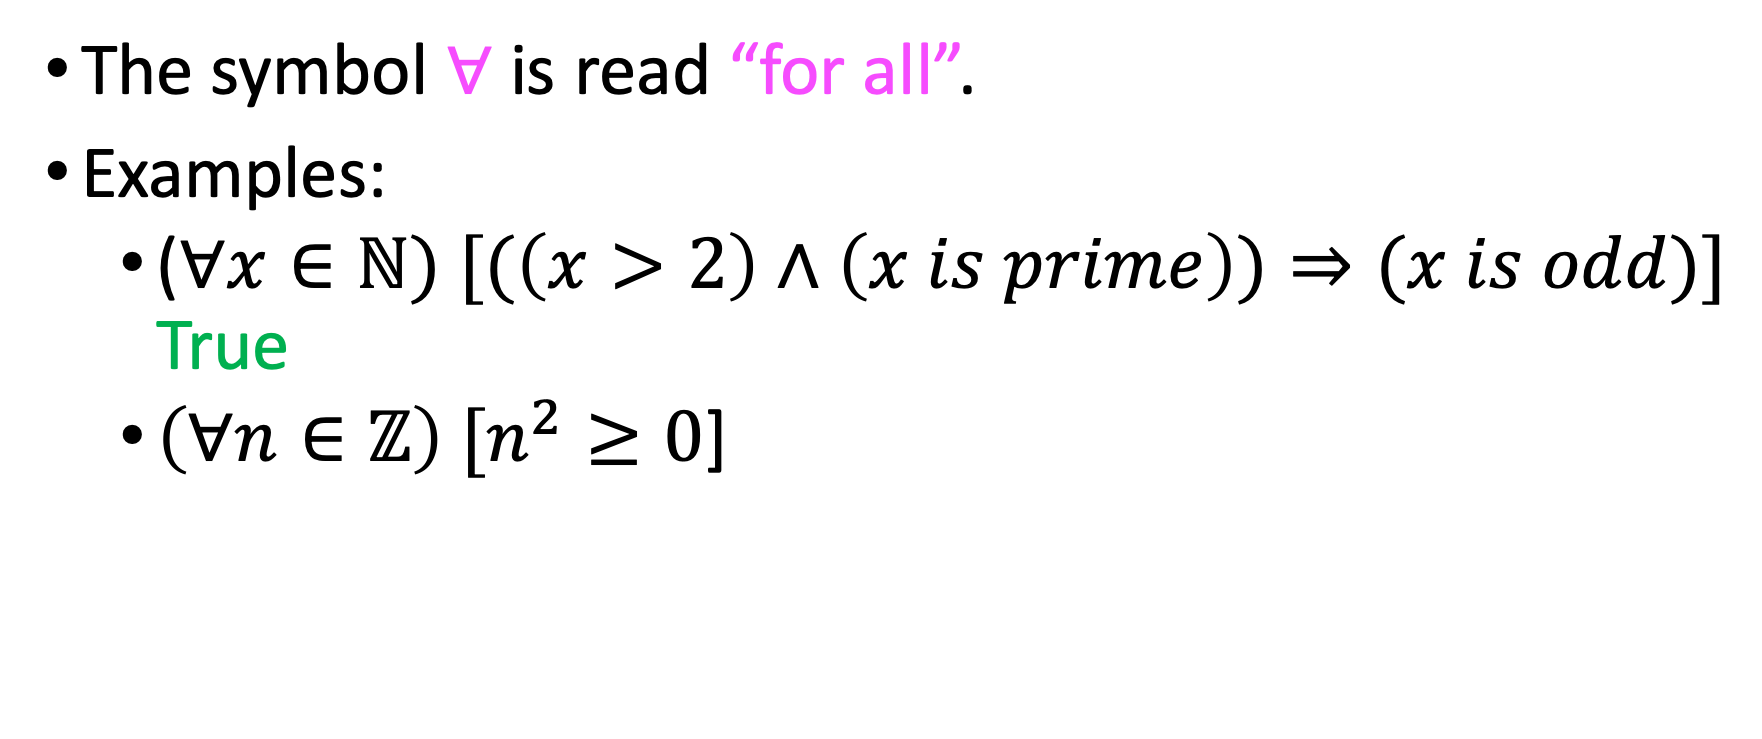 • The symbol ∀ is read “for all”.
• Examples:
• (∀x ∈ ℕ) [((x > 2) ∧ (x is prime)) ⇒ (x is odd)]
True
• (∀n ∈ ℤ) [n² ≥ 0]